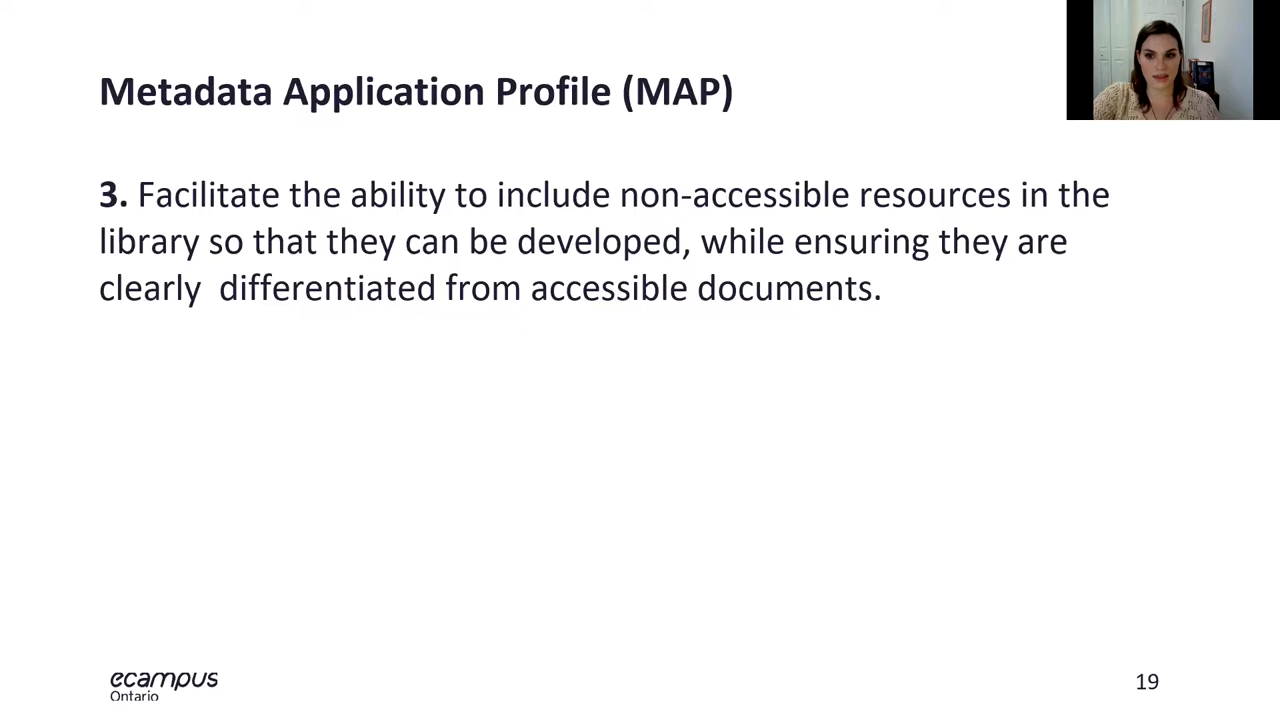 Metadata Application Profile (MAP)
3. Facilitate the ability to include non-accessible resources in the
library so that they can be developed, while ensuring they are
clearly  differentiated from accessible documents.
ecampus
Ontario
19